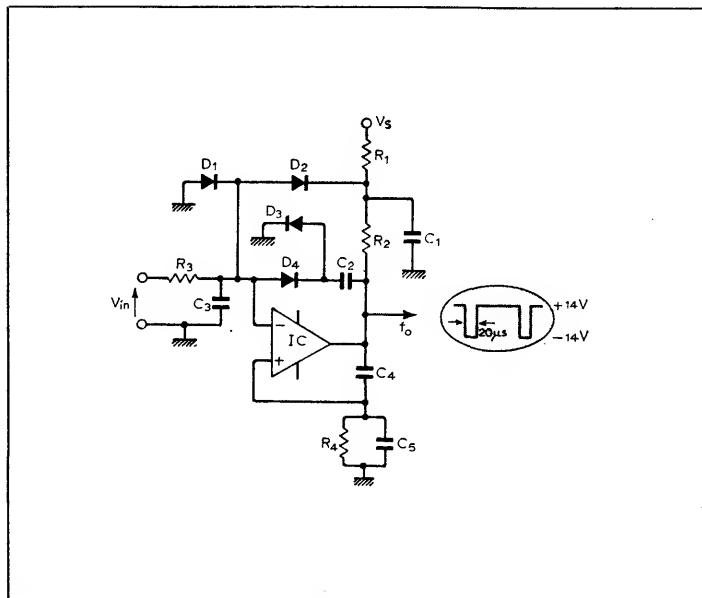 Vs
R1
D1
D2
D3
R2
C1
D4
C2
R3
Vin
C3
IC
−
+
fo
+14V
20μs
−14V
C4
R4
C5